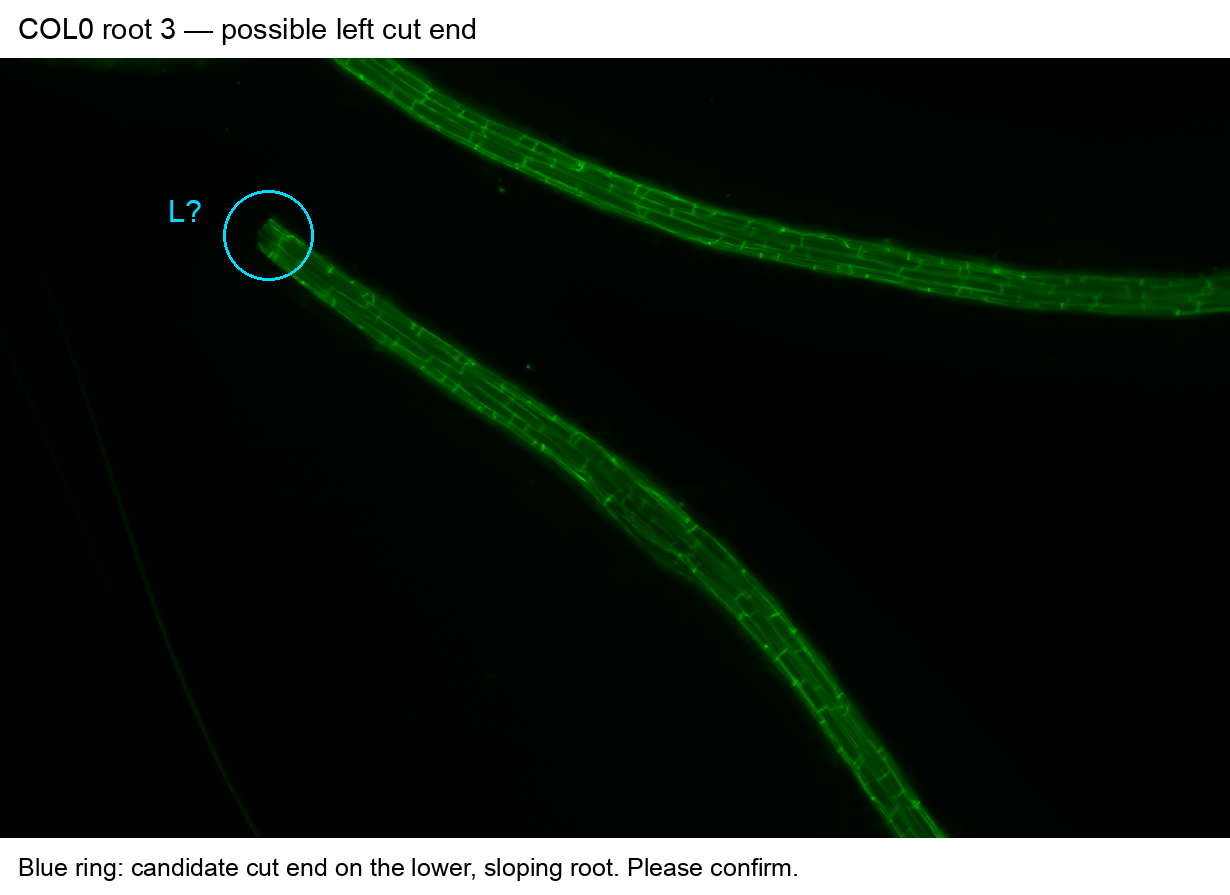 COL0 root 3 — possible left cut end
L?
Blue ring: candidate cut end on the lower, sloping root. Please confirm.